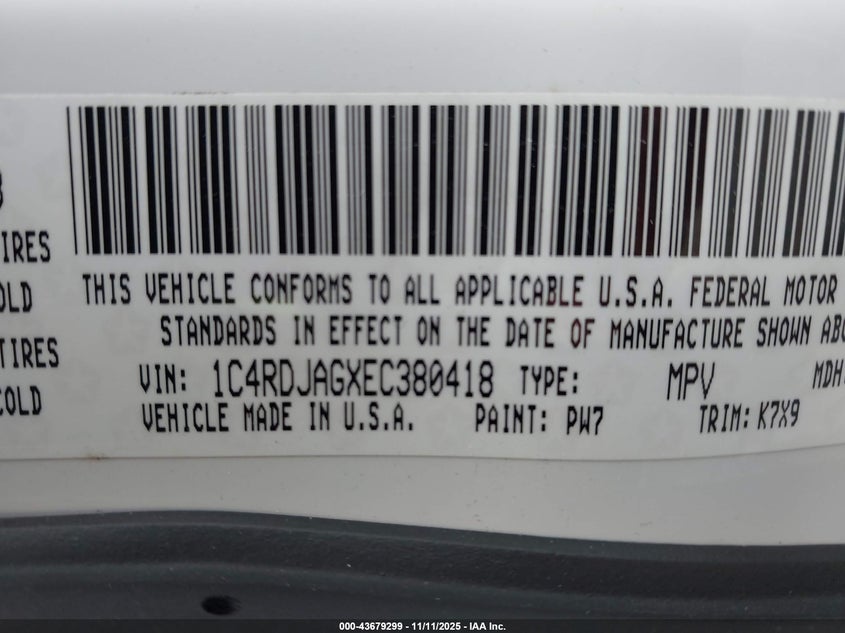 THIS VEHICLE CONFORMS TO ALL APPLICABLE U.S.A. FEDERAL MOTOR
IRES
STANDARDS IN EFFECT ON THE DATE OF MANUFACTURE SHOWN ABO
OLD
VIN: 1C4RDJAGXEC380418 TYPE: MPV MDH:
TIRES
VEHICLE MADE IN U.S.A. PAINT: PW7 TRIM: K7X9
COLD
000-43679299 - 11/11/2025 - IAA Inc.